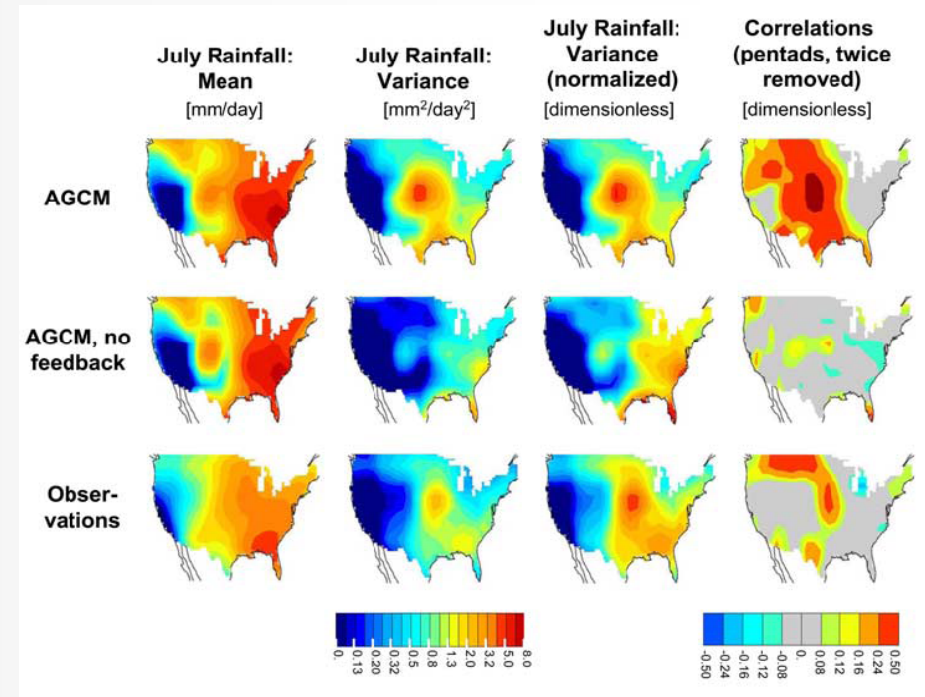 July Rainfall:
Mean
[mm/day]
July Rainfall:
Variance
[mm²/day²]
July Rainfall:
Variance
(normalized)
[dimensionless]
Correlations
(pentads, twice
removed)
[dimensionless]
AGCM
AGCM, no
feedback
Obser-
vations
0. 0.13 0.20 0.32 0.5 0.8 1.3 2.0 3.2 5.0 8.0
-0.50 -0.24 -0.16 -0.12 -0.08 0. 0.08 0.12 0.16 0.24 0.50